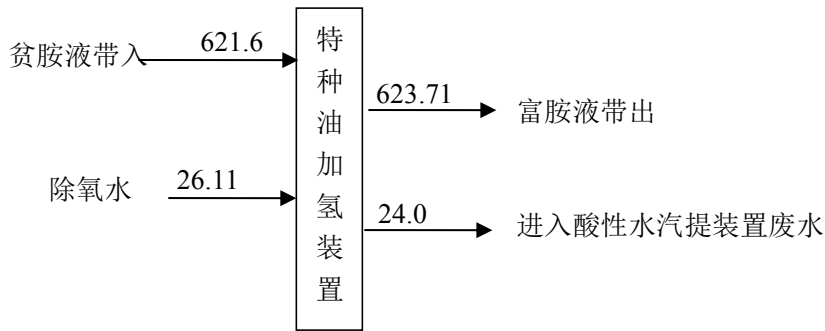 贫胺液带入
621.6
除氧水
26.11
特种油加氢装置
623.71
富胺液带出
24.0
进入酸性水汽提装置废水